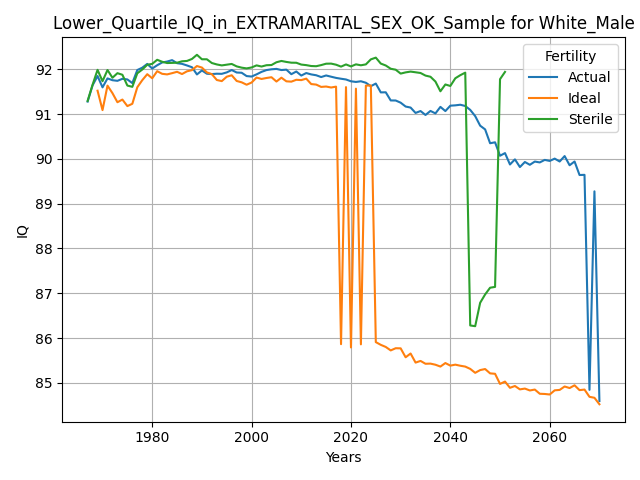 Lower_Quartile_IQ_in_EXTRAMARITAL_SEX_OK_Sample for White_Male
Fertility
Actual
Ideal
Sterile
92
91
90
89
88
87
86
85
IQ
1980
2000
2020
2040
2060
Years